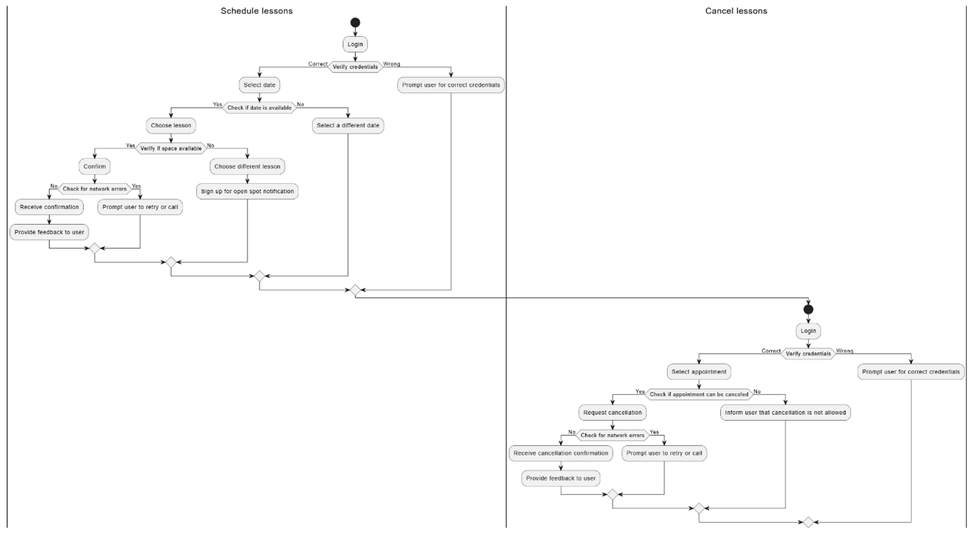 Schedule lessons
Cancel lessons
Login
Correct
Verify credentials
Wrong
Select date
Prompt user for correct credentials
Yes
Check if date is available
No
Choose lesson
Select a different date
Yes
Verify if space available
No
Confirm
Choose different lesson
No
Check for network errors
Yes
Sign up for open spot notification
Receive confirmation
Prompt user to retry or call
Provide feedback to user
Login
Correct
Verify credentials
Wrong
Select appointment
Prompt user for correct credentials
Yes
Check if appointment can be canceled
No
Request cancellation
Inform user that cancellation is not allowed
No
Check for network errors
Yes
Receive cancellation confirmation
Prompt user to retry or call
Provide feedback to user